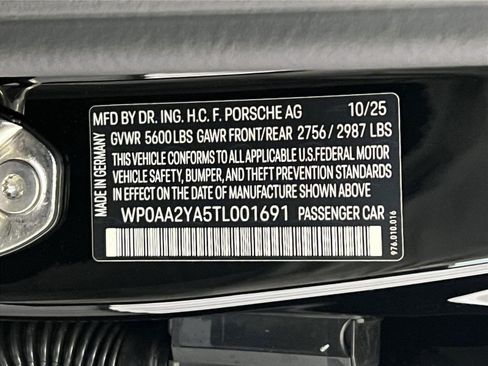 MFD BY DR. ING. H.C. F. PORSCHE AG 10/25
GVWR 5600 LBS GAWR FRONT/REAR 2756 / 2987 LBS
THIS VEHICLE CONFORMS TO ALL APPLICABLE U.S.FEDERAL MOTOR
VEHICLE SAFETY, BUMPER, AND THEFT PREVENTION STANDARDS
IN EFFECT ON THE DATE OF MANUFACTURE SHOWN ABOVE.
WP0AA2YA5TL001691 PASSENGER CAR
MADE IN GERMANY
976.010.016